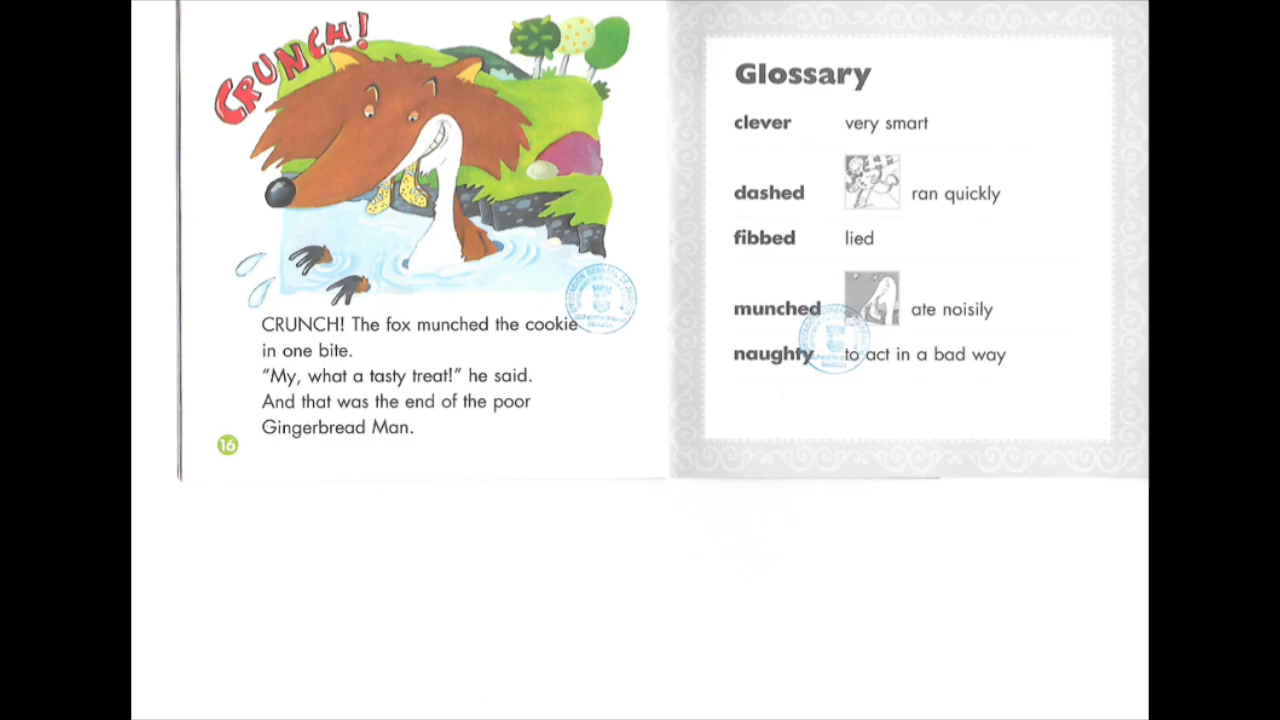 CRUNCH!
CRUNCH! The fox munched the cookie
in one bite.
“My, what a tasty treat!” he said.
And that was the end of the poor
Gingerbread Man.
16
Glossary
clever very smart
dashed ran quickly
fibbed lied
munched ate noisily
naughty to act in a bad way